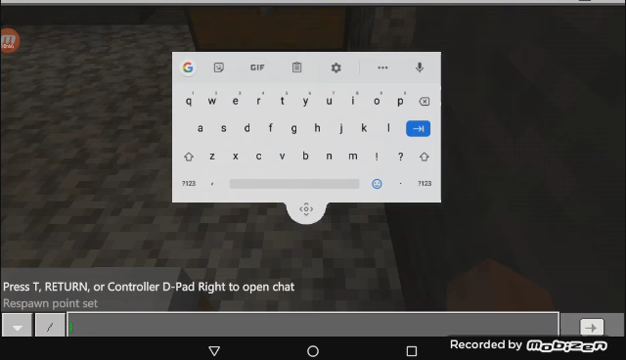 GIF
q w e r t y u i o p
a s d f g h j k l
z x c v b n m ! ?
?123 , . ?123
Press T, RETURN, or Controller D-Pad Right to open chat
Respawn point set
/
Recorded by mobizen